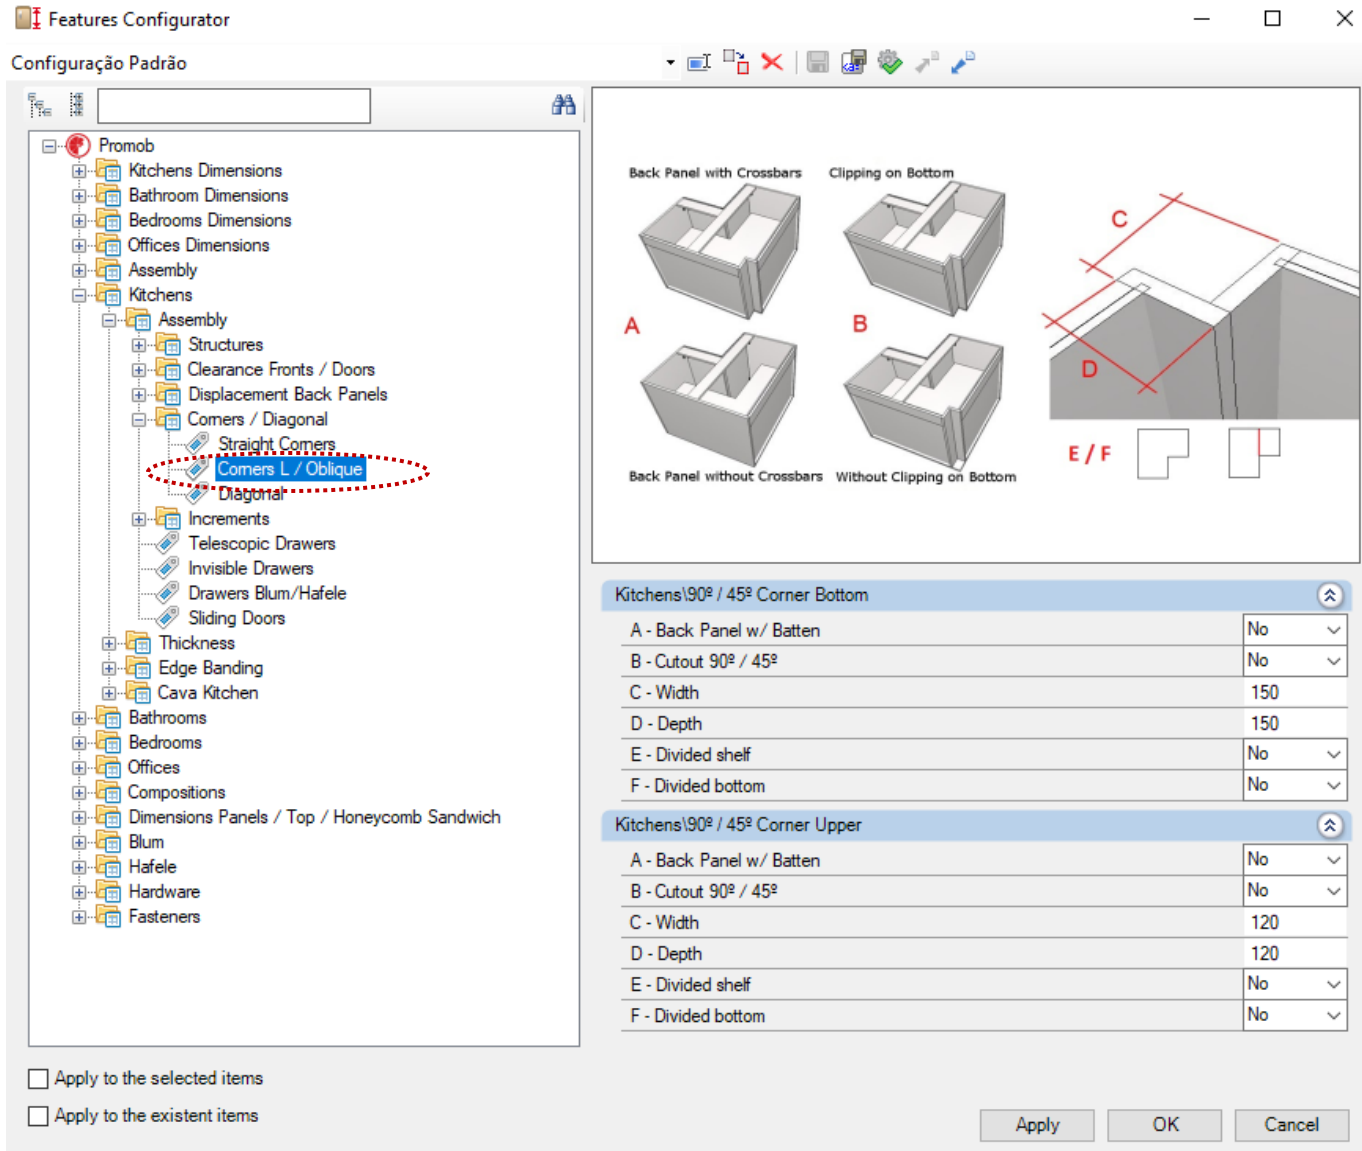 Features Configurator
Configuração Padrão
Promob
Kitchens Dimensions
Bathroom Dimensions
Bedrooms Dimensions
Offices Dimensions
Assembly
Kitchens
Assembly
Structures
Clearance Fronts / Doors
Displacement Back Panels
Corners / Diagonal
Straight Corners
Corners L / Oblique
Diagonal
Increments
Telescopic Drawers
Invisible Drawers
Drawers Blum/Hafele
Sliding Doors
Thickness
Edge Banding
Cava Kitchen
Bathrooms
Bedrooms
Offices
Compositions
Dimensions Panels / Top / Honeycomb Sandwich
Blum
Hafele
Hardware
Fasteners
Back Panel with Crossbars
Clipping on Bottom
A
B
Back Panel without Crossbars
Without Clipping on Bottom
C
D
E / F
Kitchens\90º / 45º Corner Bottom
A - Back Panel w/ Batten No
B - Cutout 90º / 45º No
C - Width 150
D - Depth 150
E - Divided shelf No
F - Divided bottom No
Kitchens\90º / 45º Corner Upper
A - Back Panel w/ Batten No
B - Cutout 90º / 45º No
C - Width 120
D - Depth 120
E - Divided shelf No
F - Divided bottom No
Apply to the selected items
Apply to the existent items
Apply
OK
Cancel